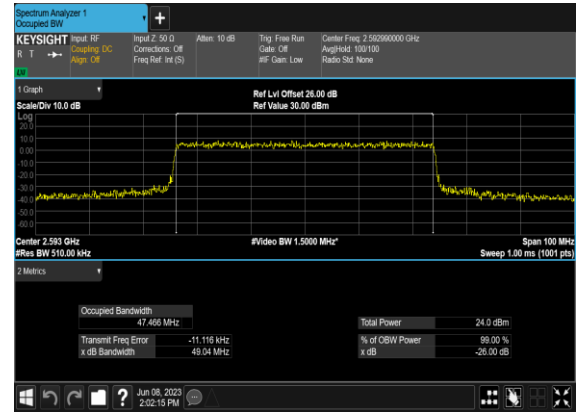 Spectrum Analyzer 1
Occupied BW
+
KEYSIGHT Input: RF Input Z: 50 Ω Atten: 10 dB Trig: Free Run Center Freq: 2.592990000 GHz
R T Coupling: DC Corrections: Off Gate: Off Avg|Hold: 100/100
Align: Off Freq Ref: Int (S) #IF Gain: Low Radio Std: None
1 Graph
Ref Lvl Offset 26.00 dB
Scale/Div 10.0 dB Ref Value 30.00 dBm
Log
20.0
10.0
0.00
-10.0
-20.0
-30.0
-40.0
-50.0
-60.0
Center 2.593 GHz #Video BW 1.5000 MHz* Span 100 MHz
#Res BW 510.00 kHz Sweep 1.00 ms (1001 pts)
2 Metrics
Occupied Bandwidth
47.466 MHz Total Power 24.0 dBm
Transmit Freq Error -11.116 kHz % of OBW Power 99.00 %
x dB Bandwidth 49.04 MHz x dB -26.00 dB
? Jun 08, 2023
2:02:15 PM